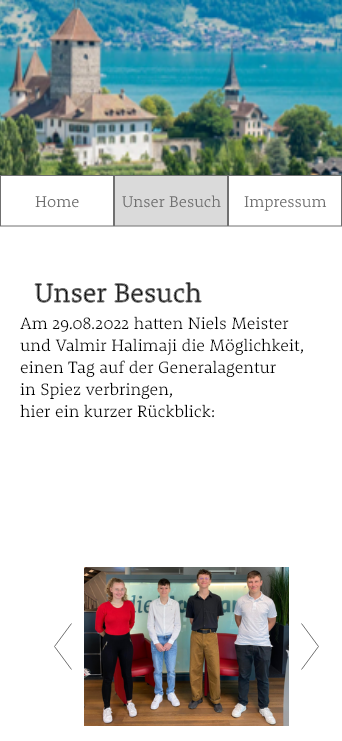 Home
Unser Besuch
Impressum
Unser Besuch
Am 29.08.2022 hatten Niels Meister
und Valmir Halimaji die Möglichkeit,
einen Tag auf der Generalagentur
in Spiez verbringen,
hier ein kurzer Rückblick:
die